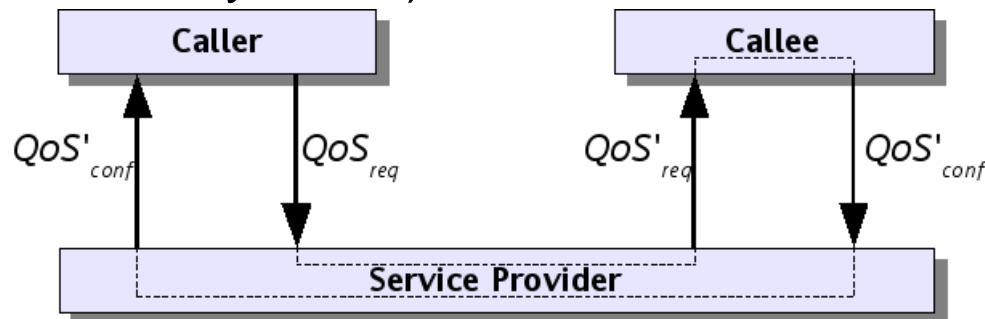 Caller
Callee
QoS'conf
QoSreq
QoS'req
QoS'conf
Service Provider